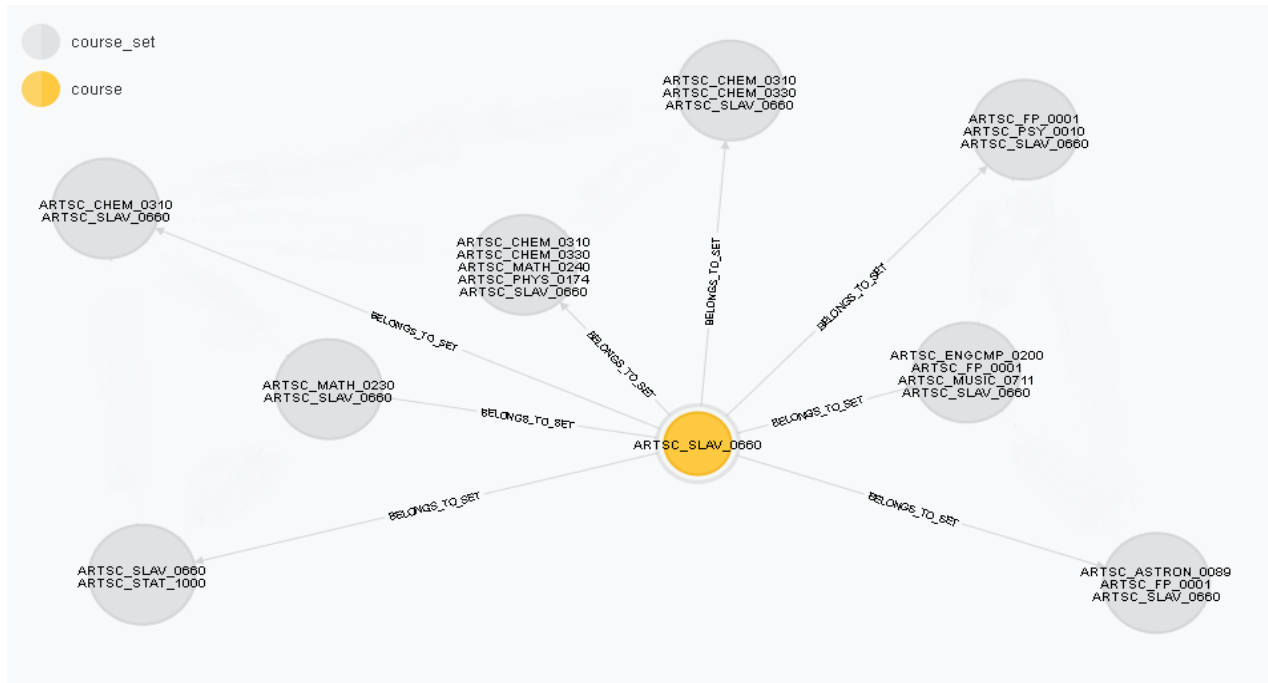 course_set
course
ARTSC_CHEM_0310
ARTSC_CHEM_0330
ARTSC_SLAV_0660
ARTSC_FP_0001
ARTSC_PSY_0010
ARTSC_SLAV_0660
ARTSC_CHEM_0310
ARTSC_SLAV_0660
ARTSC_CHEM_0310
ARTSC_CHEM_0330
ARTSC_MATH_0240
ARTSC_PHYS_0174
ARTSC_SLAV_0660
BELONGS_TO_SET
BELONGS_TO_SET
BELONGS_TO_SET
BELONGS_TO_SET
ARTSC_MATH_0230
ARTSC_SLAV_0660
ARTSC_ENGCMP_0200
ARTSC_FP_0001
ARTSC_MUSIC_0711
ARTSC_SLAV_0660
BELONGS_TO_SET
BELONGS_TO_SET
ARTSC_SLAV_0660
BELONGS_TO_SET
BELONGS_TO_SET
ARTSC_SLAV_0660
ARTSC_STAT_1000
ARTSC_ASTRON_0089
ARTSC_FP_0001
ARTSC_SLAV_0660